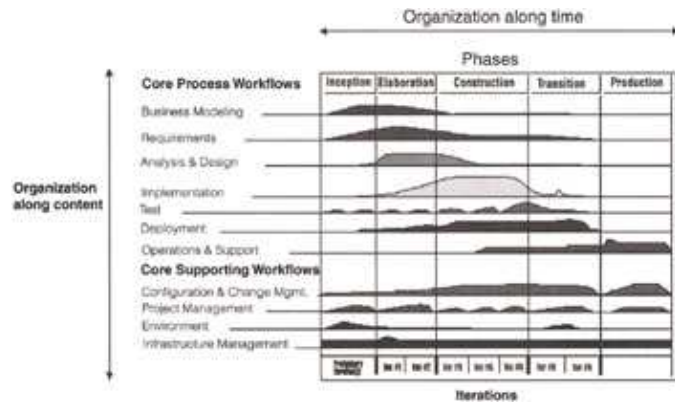 Organization along time
Phases
Core Process Workflows
Inception Elaboration Construction Transition Production
Business Modeling
Requirements
Analysis & Design
Implementation
Test
Deployment
Operations & Support
Organization
along content
Core Supporting Workflows
Configuration & Change Mgmt.
Project Management
Environment
Infrastructure Management
Iterations